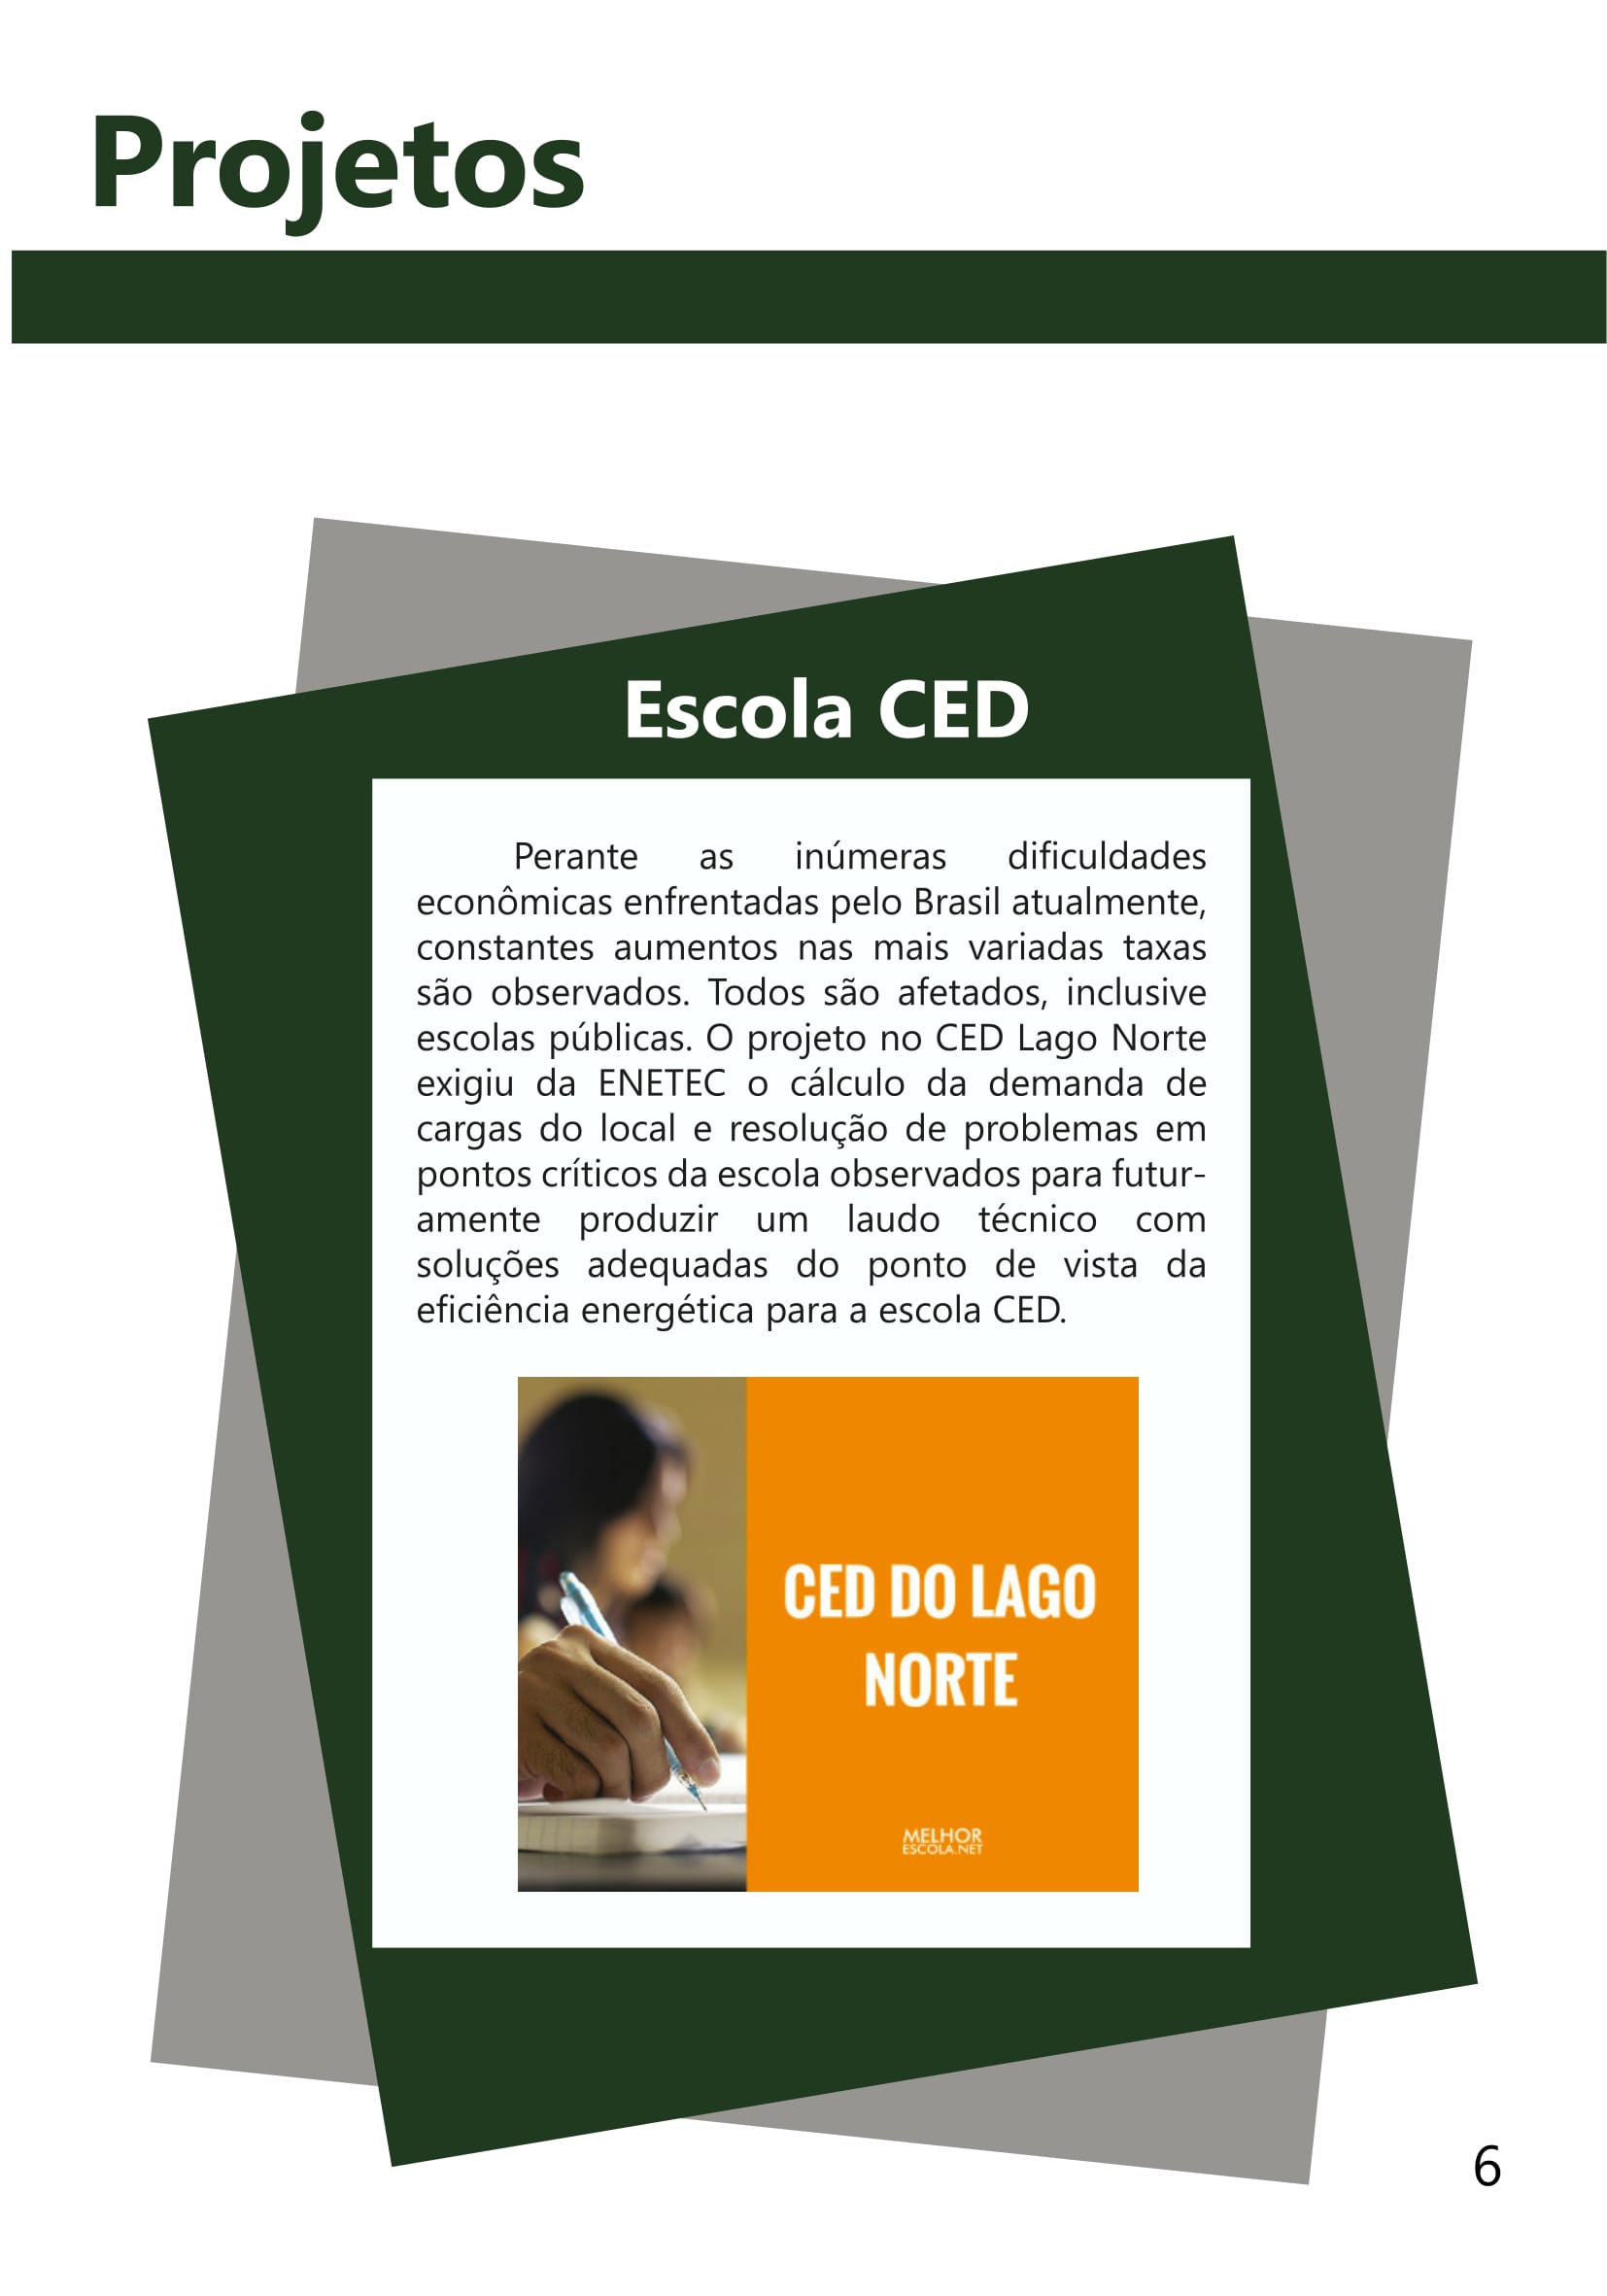 Projetos
Escola CED
Perante as inúmeras dificuldades
econômicas enfrentadas pelo Brasil atualmente,
constantes aumentos nas mais variadas taxas
são observados. Todos são afetados, inclusive
escolas públicas. O projeto no CED Lago Norte
exigiu da ENETEC o cálculo da demanda de
cargas do local e resolução de problemas em
pontos críticos da escola observados para futur-
amente produzir um laudo técnico com
soluções adequadas do ponto de vista da
eficiência energética para a escola CED.
CED DO LAGO
NORTE
MELHOR
ESCOLA.NET
6